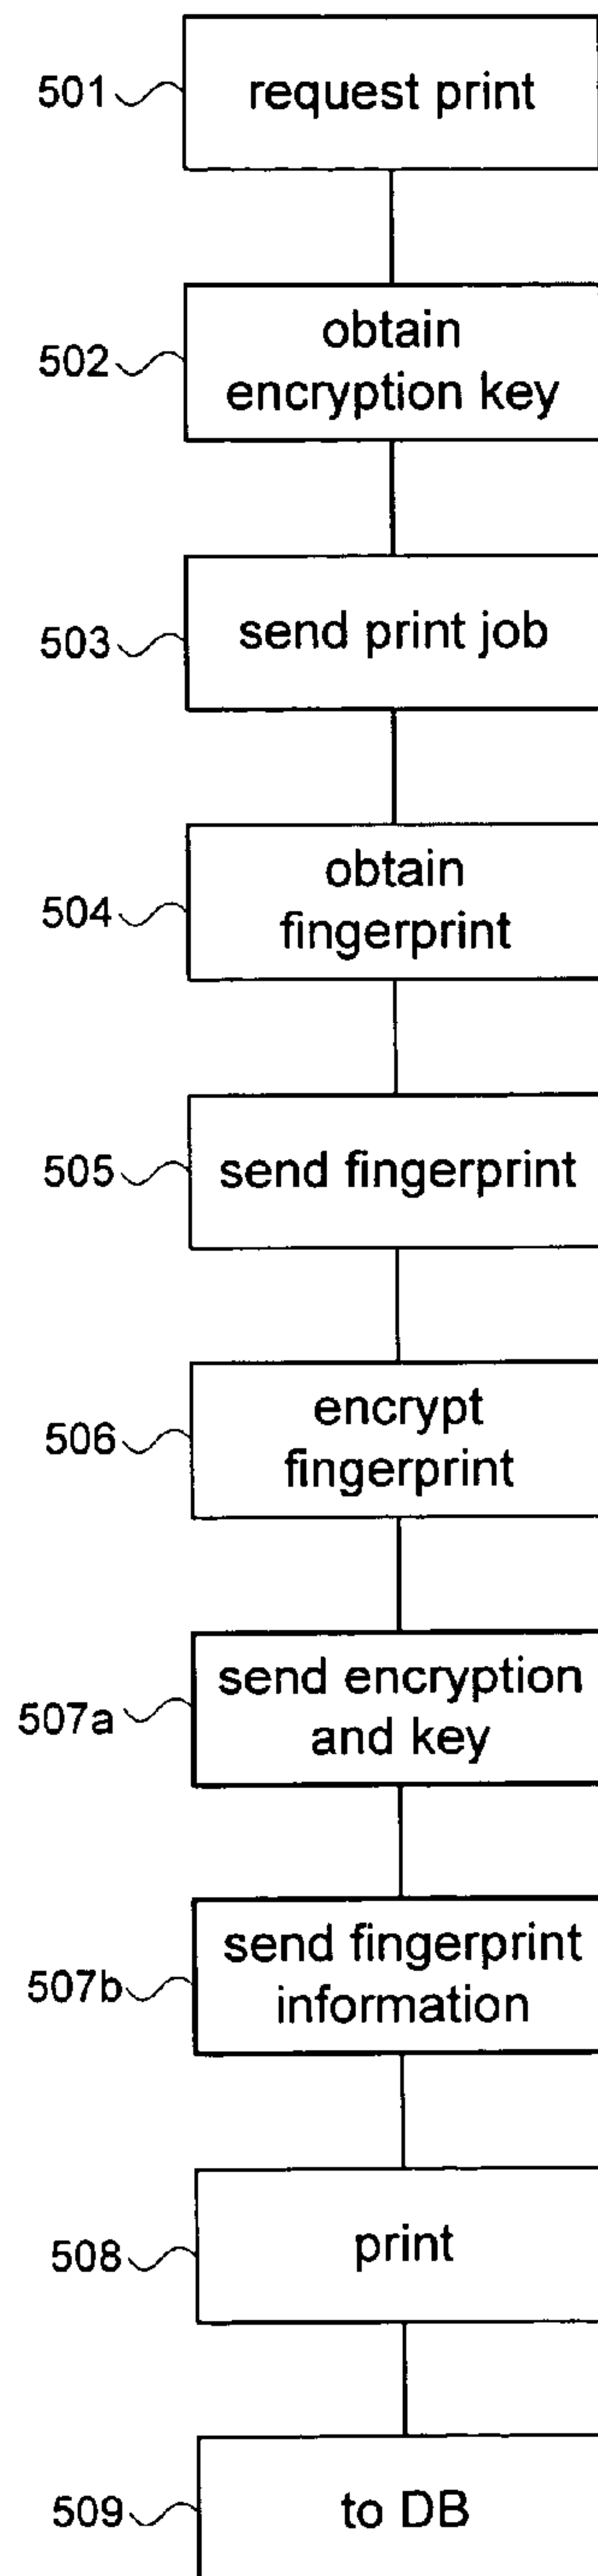 501 request print
502 obtain
encryption key
503 send print job
504 obtain
fingerprint
505 send fingerprint
506 encrypt
fingerprint
507a send encryption
and key
507b send fingerprint
information
508 print
509 to DB